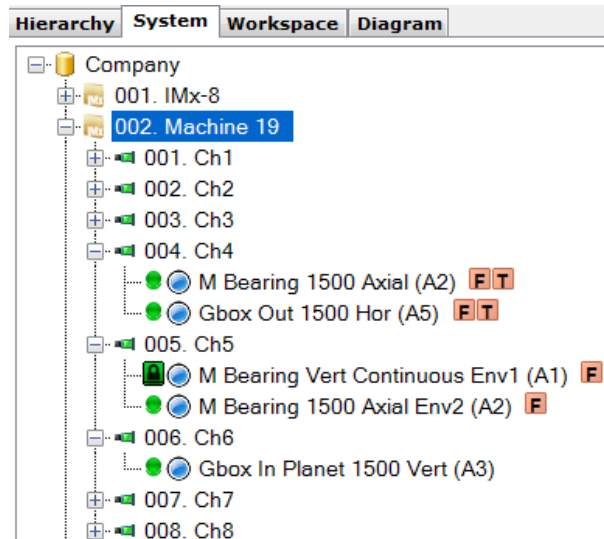 Hierarchy System Workspace Diagram
Company
001. IMx-8
002. Machine 19
001. Ch1
002. Ch2
003. Ch3
004. Ch4
M Bearing 1500 Axial (A2) F T
Gbox Out 1500 Hor (A5) F T
005. Ch5
M Bearing Vert Continuous Env1 (A1) F
M Bearing 1500 Axial Env2 (A2) F
006. Ch6
Gbox In Planet 1500 Vert (A3)
007. Ch7
008. Ch8